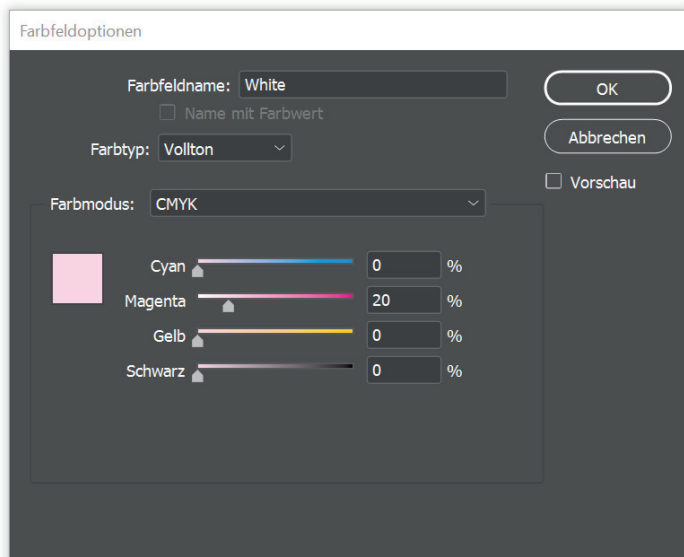 Farbfeldoptionen
Farbfeldname: White
OK
Name mit Farbwert
Abbrechen
Farbtyp: Vollton
Vorschau
Farbmodus: CMYK
Cyan 0 %
Magenta 20 %
Gelb 0 %
Schwarz 0 %